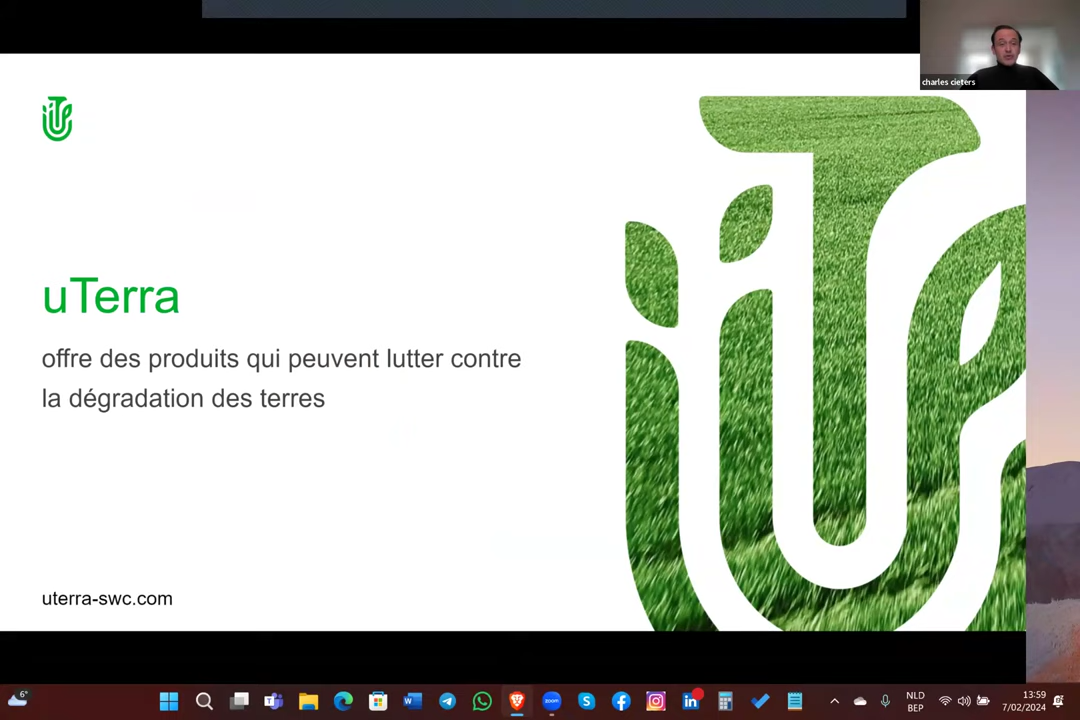 charles cieters
uTerra
offre des produits qui peuvent lutter contre
la dégradation des terres
uterra-swc.com
6°
NLD
BEP
13:59
7/02/2024